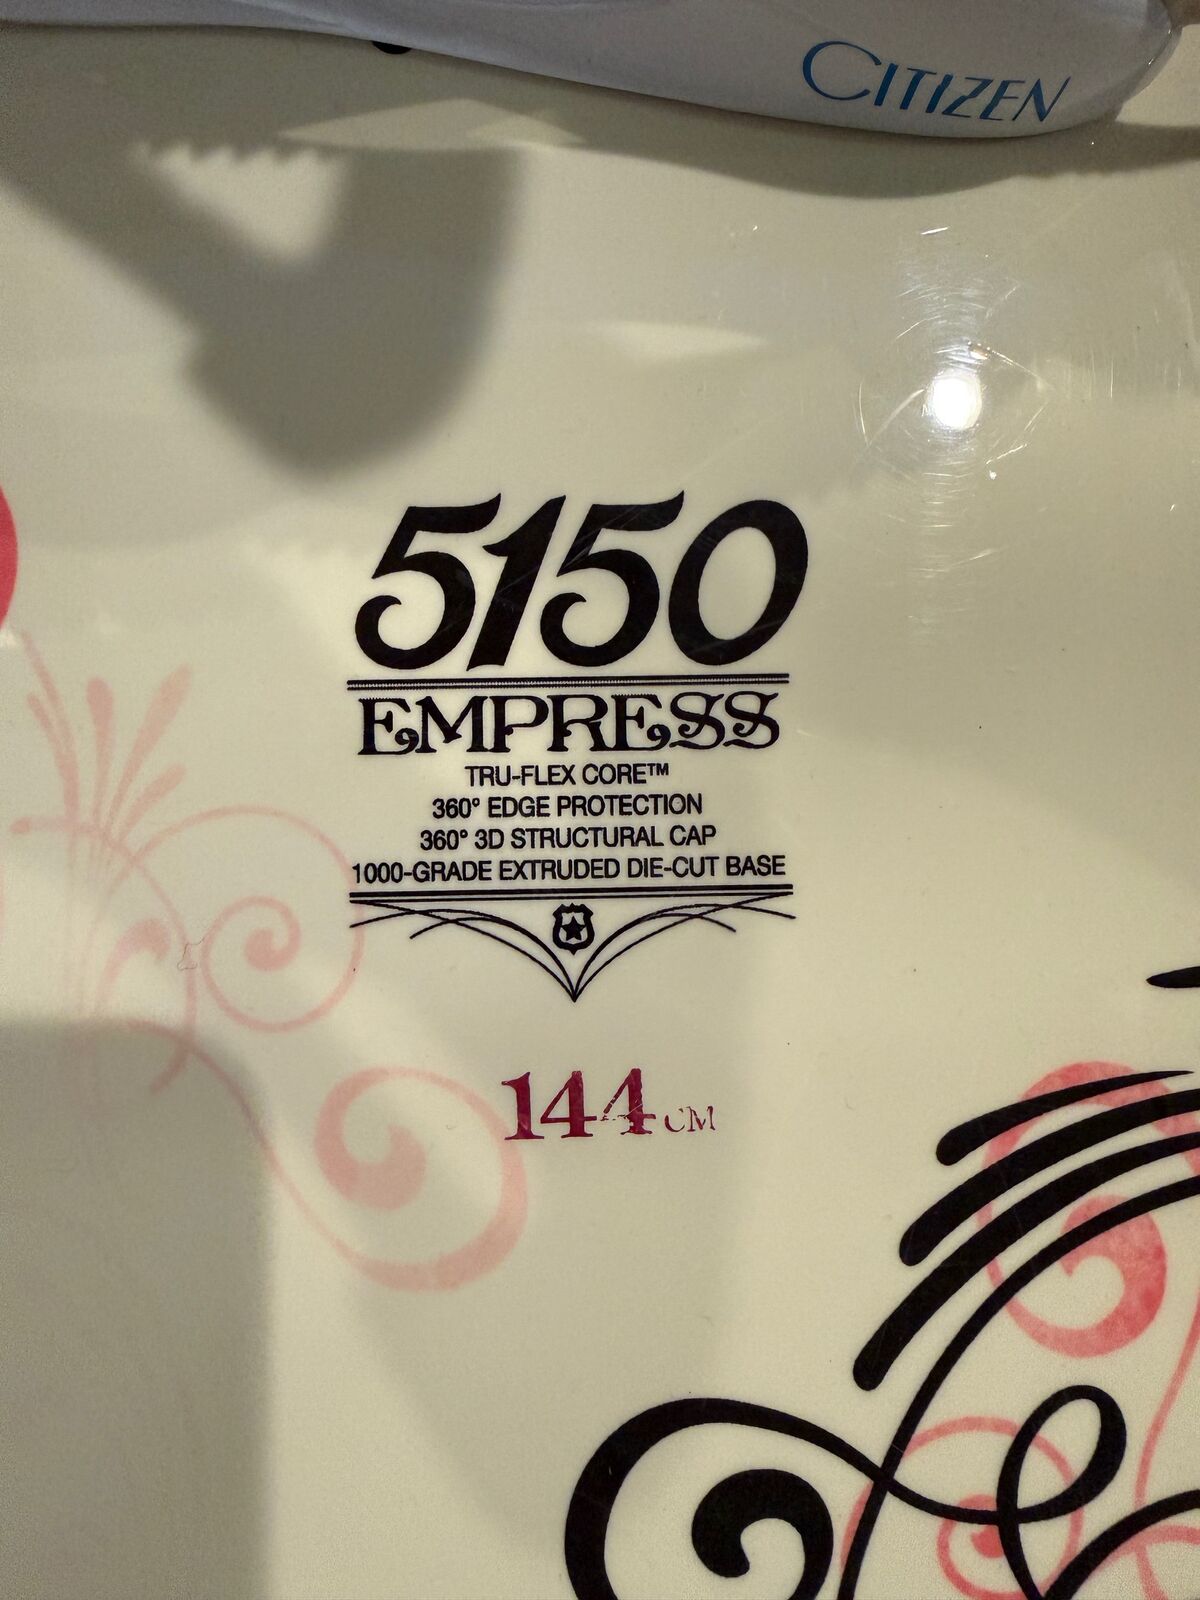 CITIZEN
5150
EMPRESS
TRU-FLEX CORE™
360° EDGE PROTECTION
360° 3D STRUCTURAL CAP
1000-GRADE EXTRUDED DIE-CUT BASE
144 CM